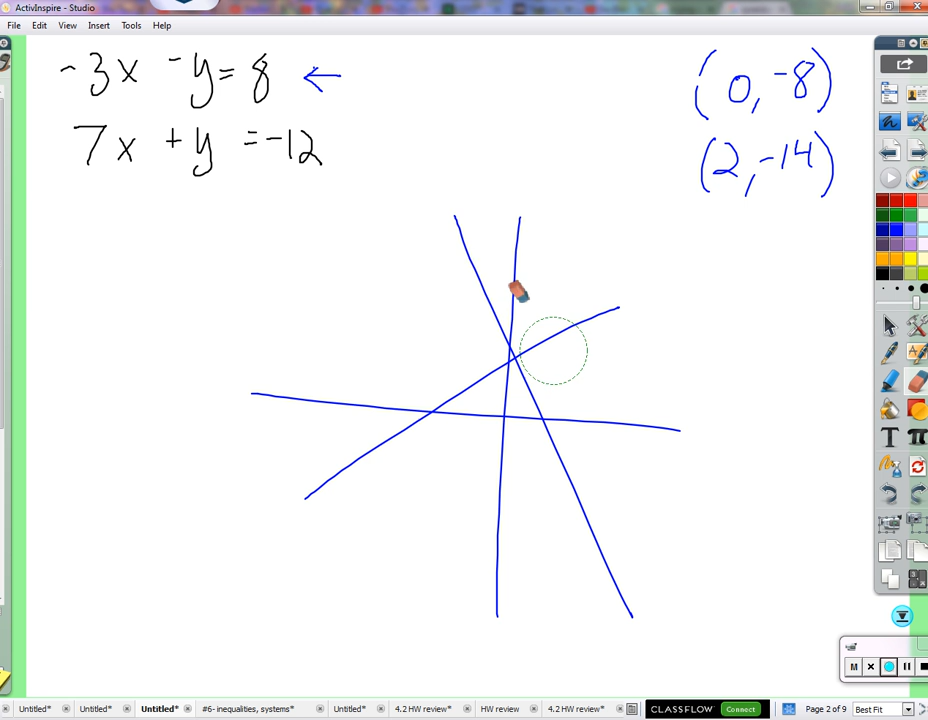 ActivInspire - Studio
File Edit View Insert Tools Help
-3x -y = 8 ←
7x + y = -12
(0, -8)
(2, -14)
T π
M
Untitled* Untitled* Untitled* #6- inequalities, systems* Untitled* 4.2 HW review* HW review 4.2 HW review* CLASSFLOW Connect Page 2 of 9 Best Fit